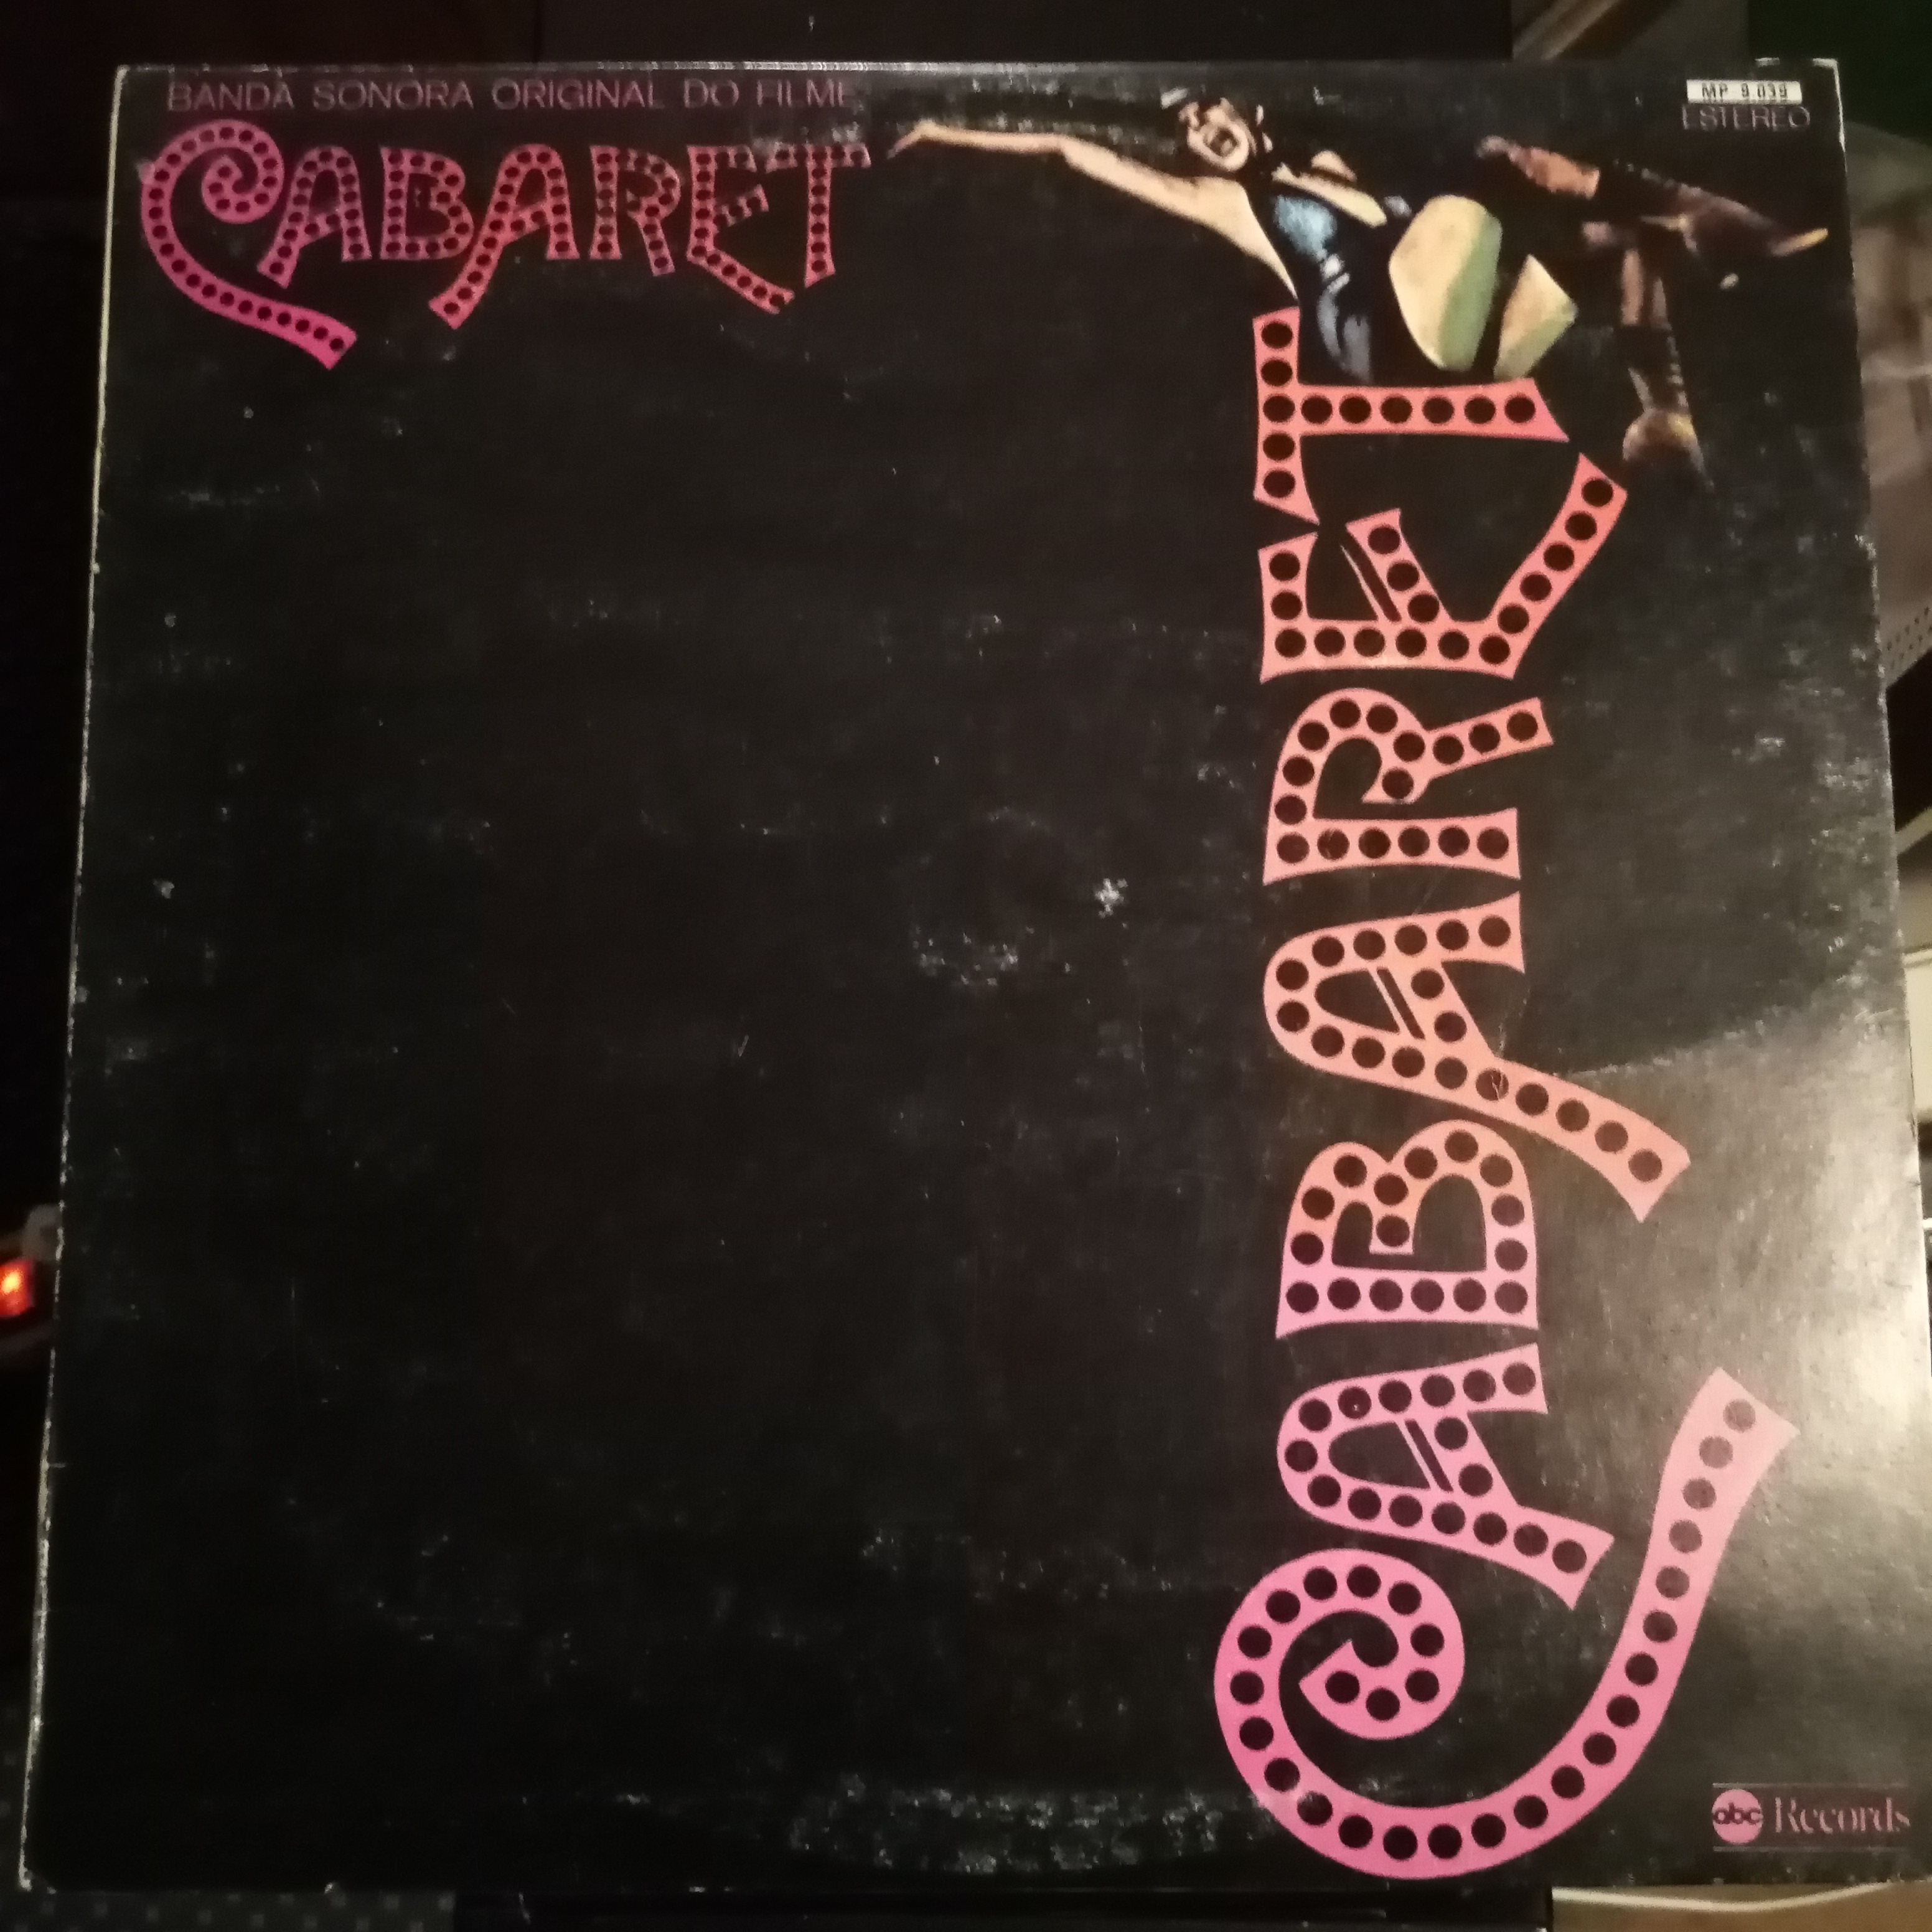 BANDA SONORA ORIGINAL DO FILME
CABARET
MP 9.039
ESTEREO
CABARET
abc Records